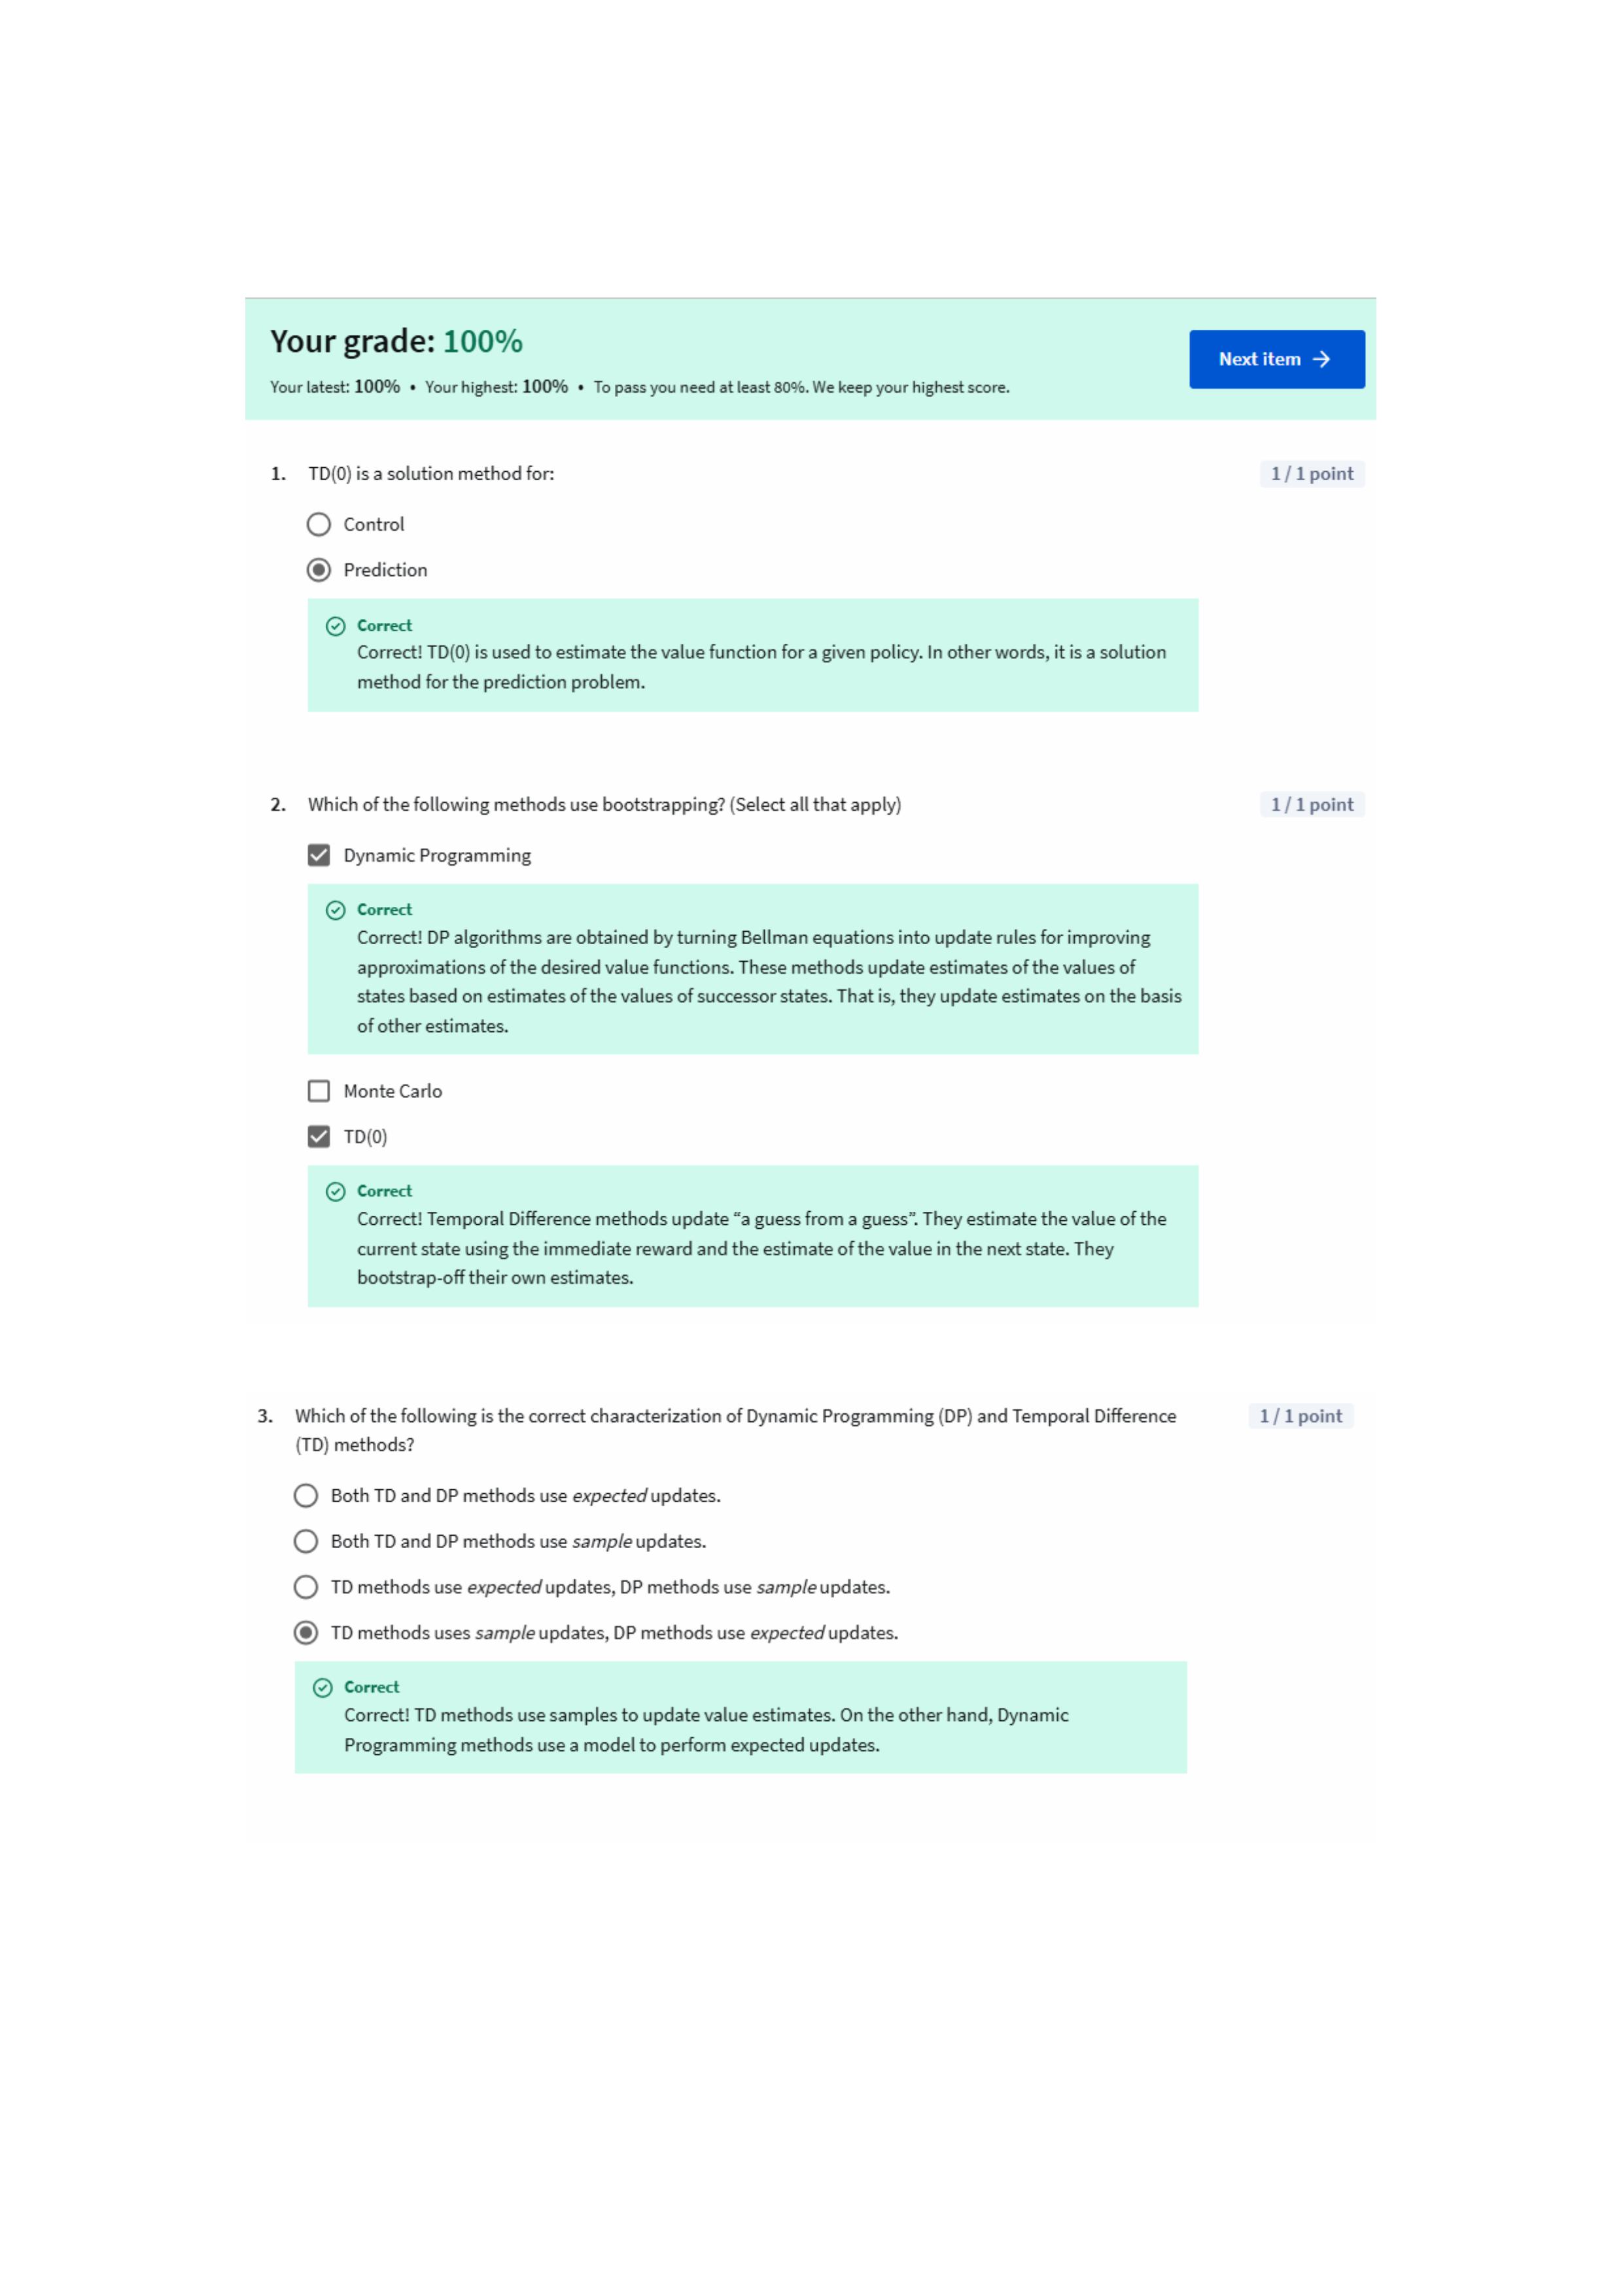 Your grade: 100%
Next item →
Your latest: 100% • Your highest: 100% • To pass you need at least 80%. We keep your highest score.
1. TD(0) is a solution method for:
1 / 1 point
Control
Prediction
Correct
Correct! TD(0) is used to estimate the value function for a given policy. In other words, it is a solution
method for the prediction problem.
2. Which of the following methods use bootstrapping? (Select all that apply)
1 / 1 point
Dynamic Programming
Correct
Correct! DP algorithms are obtained by turning Bellman equations into update rules for improving
approximations of the desired value functions. These methods update estimates of the values of
states based on estimates of the values of successor states. That is, they update estimates on the basis
of other estimates.
Monte Carlo
TD(0)
Correct
Correct! Temporal Difference methods update “a guess from a guess”. They estimate the value of the
current state using the immediate reward and the estimate of the value in the next state. They
bootstrap-off their own estimates.
3. Which of the following is the correct characterization of Dynamic Programming (DP) and Temporal Difference
(TD) methods?
1 / 1 point
Both TD and DP methods use expected updates.
Both TD and DP methods use sample updates.
TD methods use expected updates, DP methods use sample updates.
TD methods uses sample updates, DP methods use expected updates.
Correct
Correct! TD methods use samples to update value estimates. On the other hand, Dynamic
Programming methods use a model to perform expected updates.